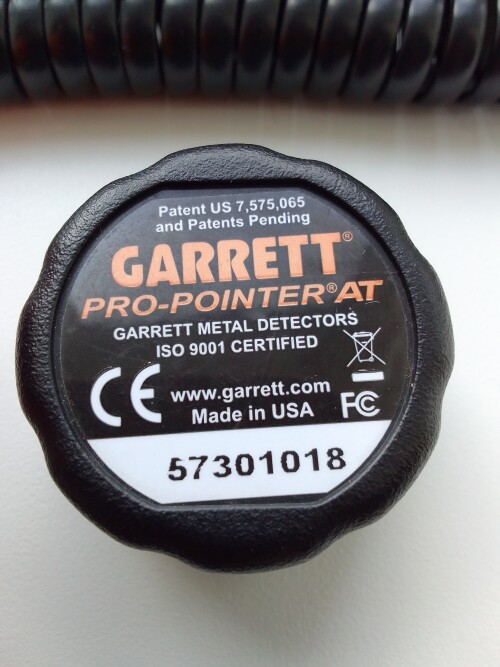 Patent US 7,575,065
and Patents Pending
GARRETT®
PRO-POINTER® AT
GARRETT METAL DETECTORS
ISO 9001 CERTIFIED
CE www.garrett.com
Made in USA FC
57301018